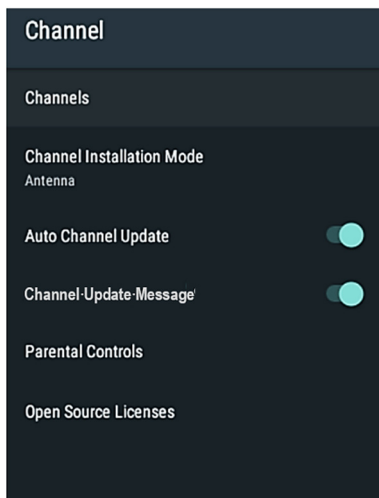 Channel
Channels
Channel Installation Mode
Antenna
Auto Channel Update
Channel·Update·Message'
Parental Controls
Open Source Licenses